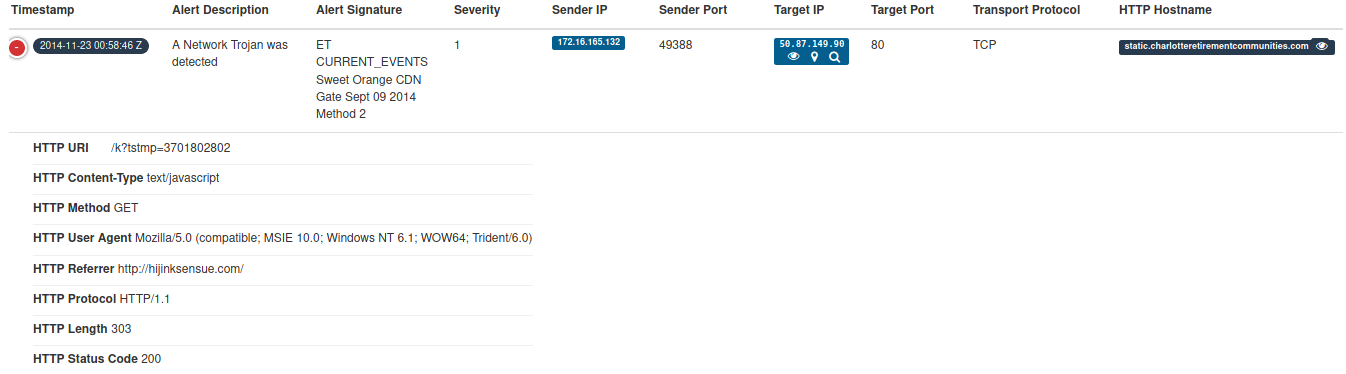 Timestamp Alert Description Alert Signature Severity Sender IP Sender Port Target IP Target Port Transport Protocol HTTP Hostname
- 2014-11-23 00:58:46 Z A Network Trojan was ET 1 172.16.165.132 49388 50.87.149.90 80 TCP static.charlotteretirementcommunities.com
detected CURRENT_EVENTS
Sweet Orange CDN
Gate Sept 09 2014
Method 2
HTTP URI /k?tstmp=3701802802
HTTP Content-Type text/javascript
HTTP Method GET
HTTP User Agent Mozilla/5.0 (compatible; MSIE 10.0; Windows NT 6.1; WOW64; Trident/6.0)
HTTP Referrer http://hijinksensue.com/
HTTP Protocol HTTP/1.1
HTTP Length 303
HTTP Status Code 200